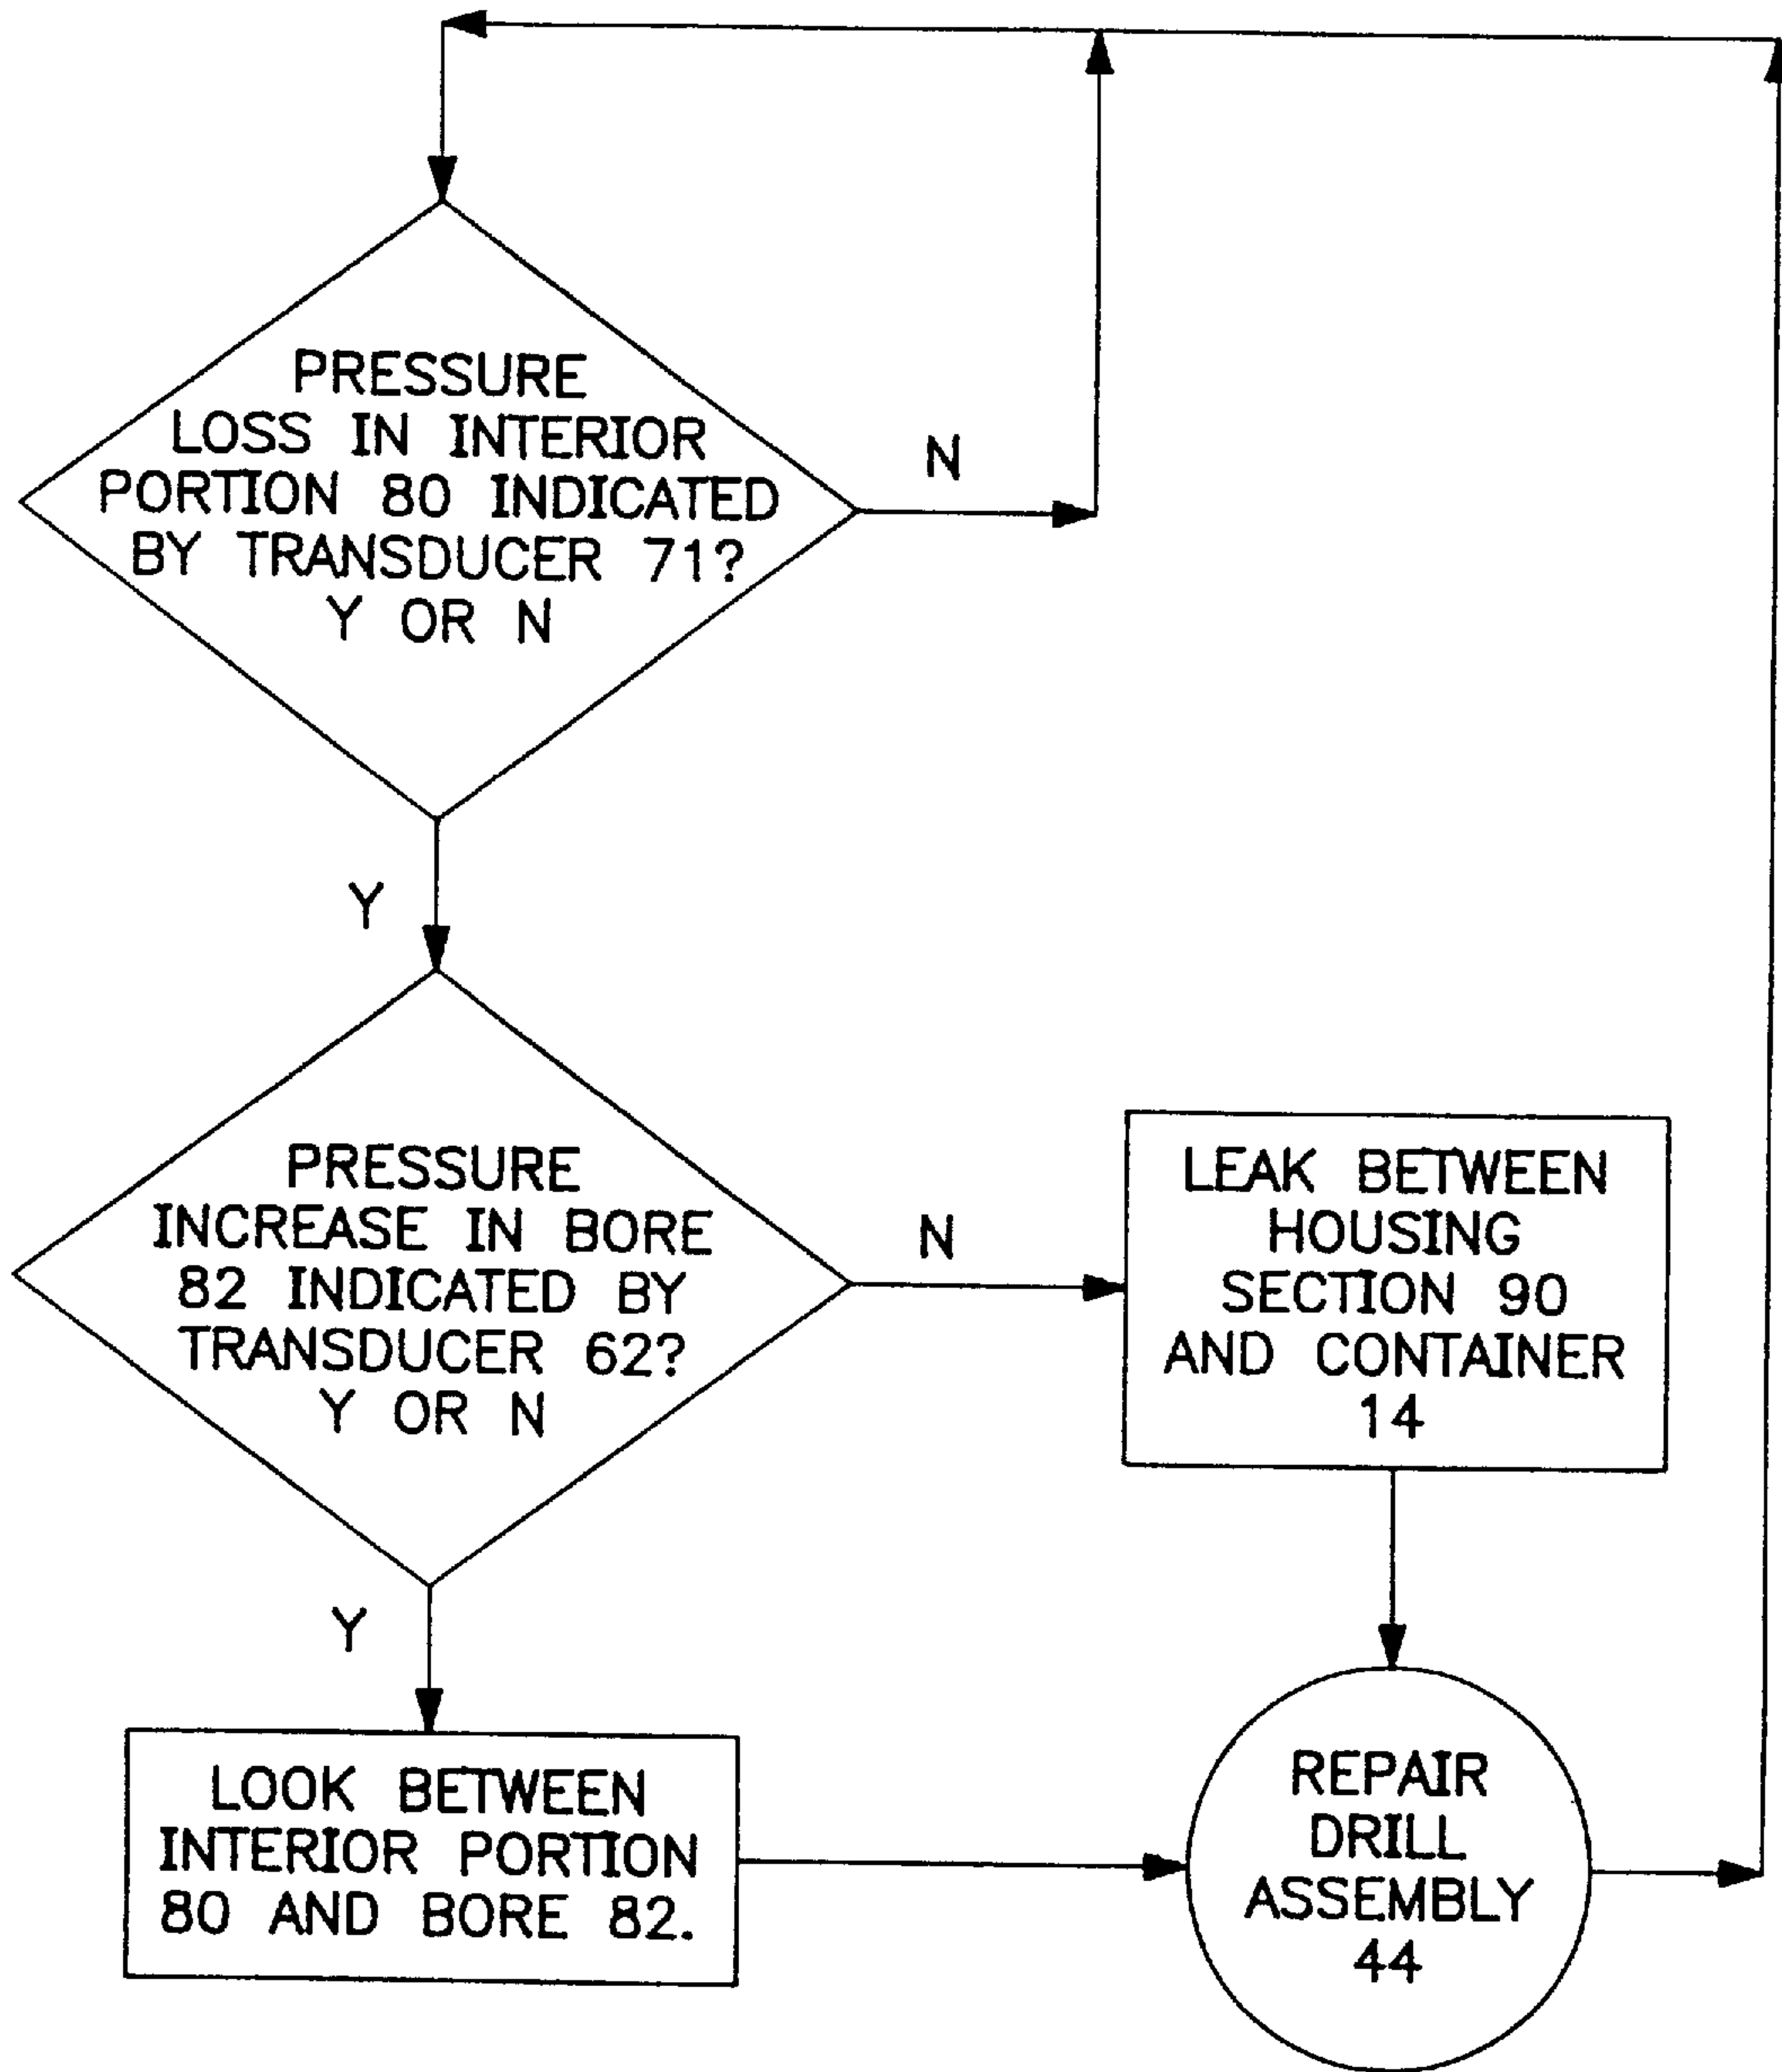 PRESSURE
LOSS IN INTERIOR
PORTION 80 INDICATED
BY TRANSDUCER 71?
Y OR N
N
Y
PRESSURE
INCREASE IN BORE
82 INDICATED BY
TRANSDUCER 62?
Y OR N
N
LEAK BETWEEN
HOUSING
SECTION 90
AND CONTAINER
14
Y
LOOK BETWEEN
INTERIOR PORTION
80 AND BORE 82.
REPAIR
DRILL
ASSEMBLY
44